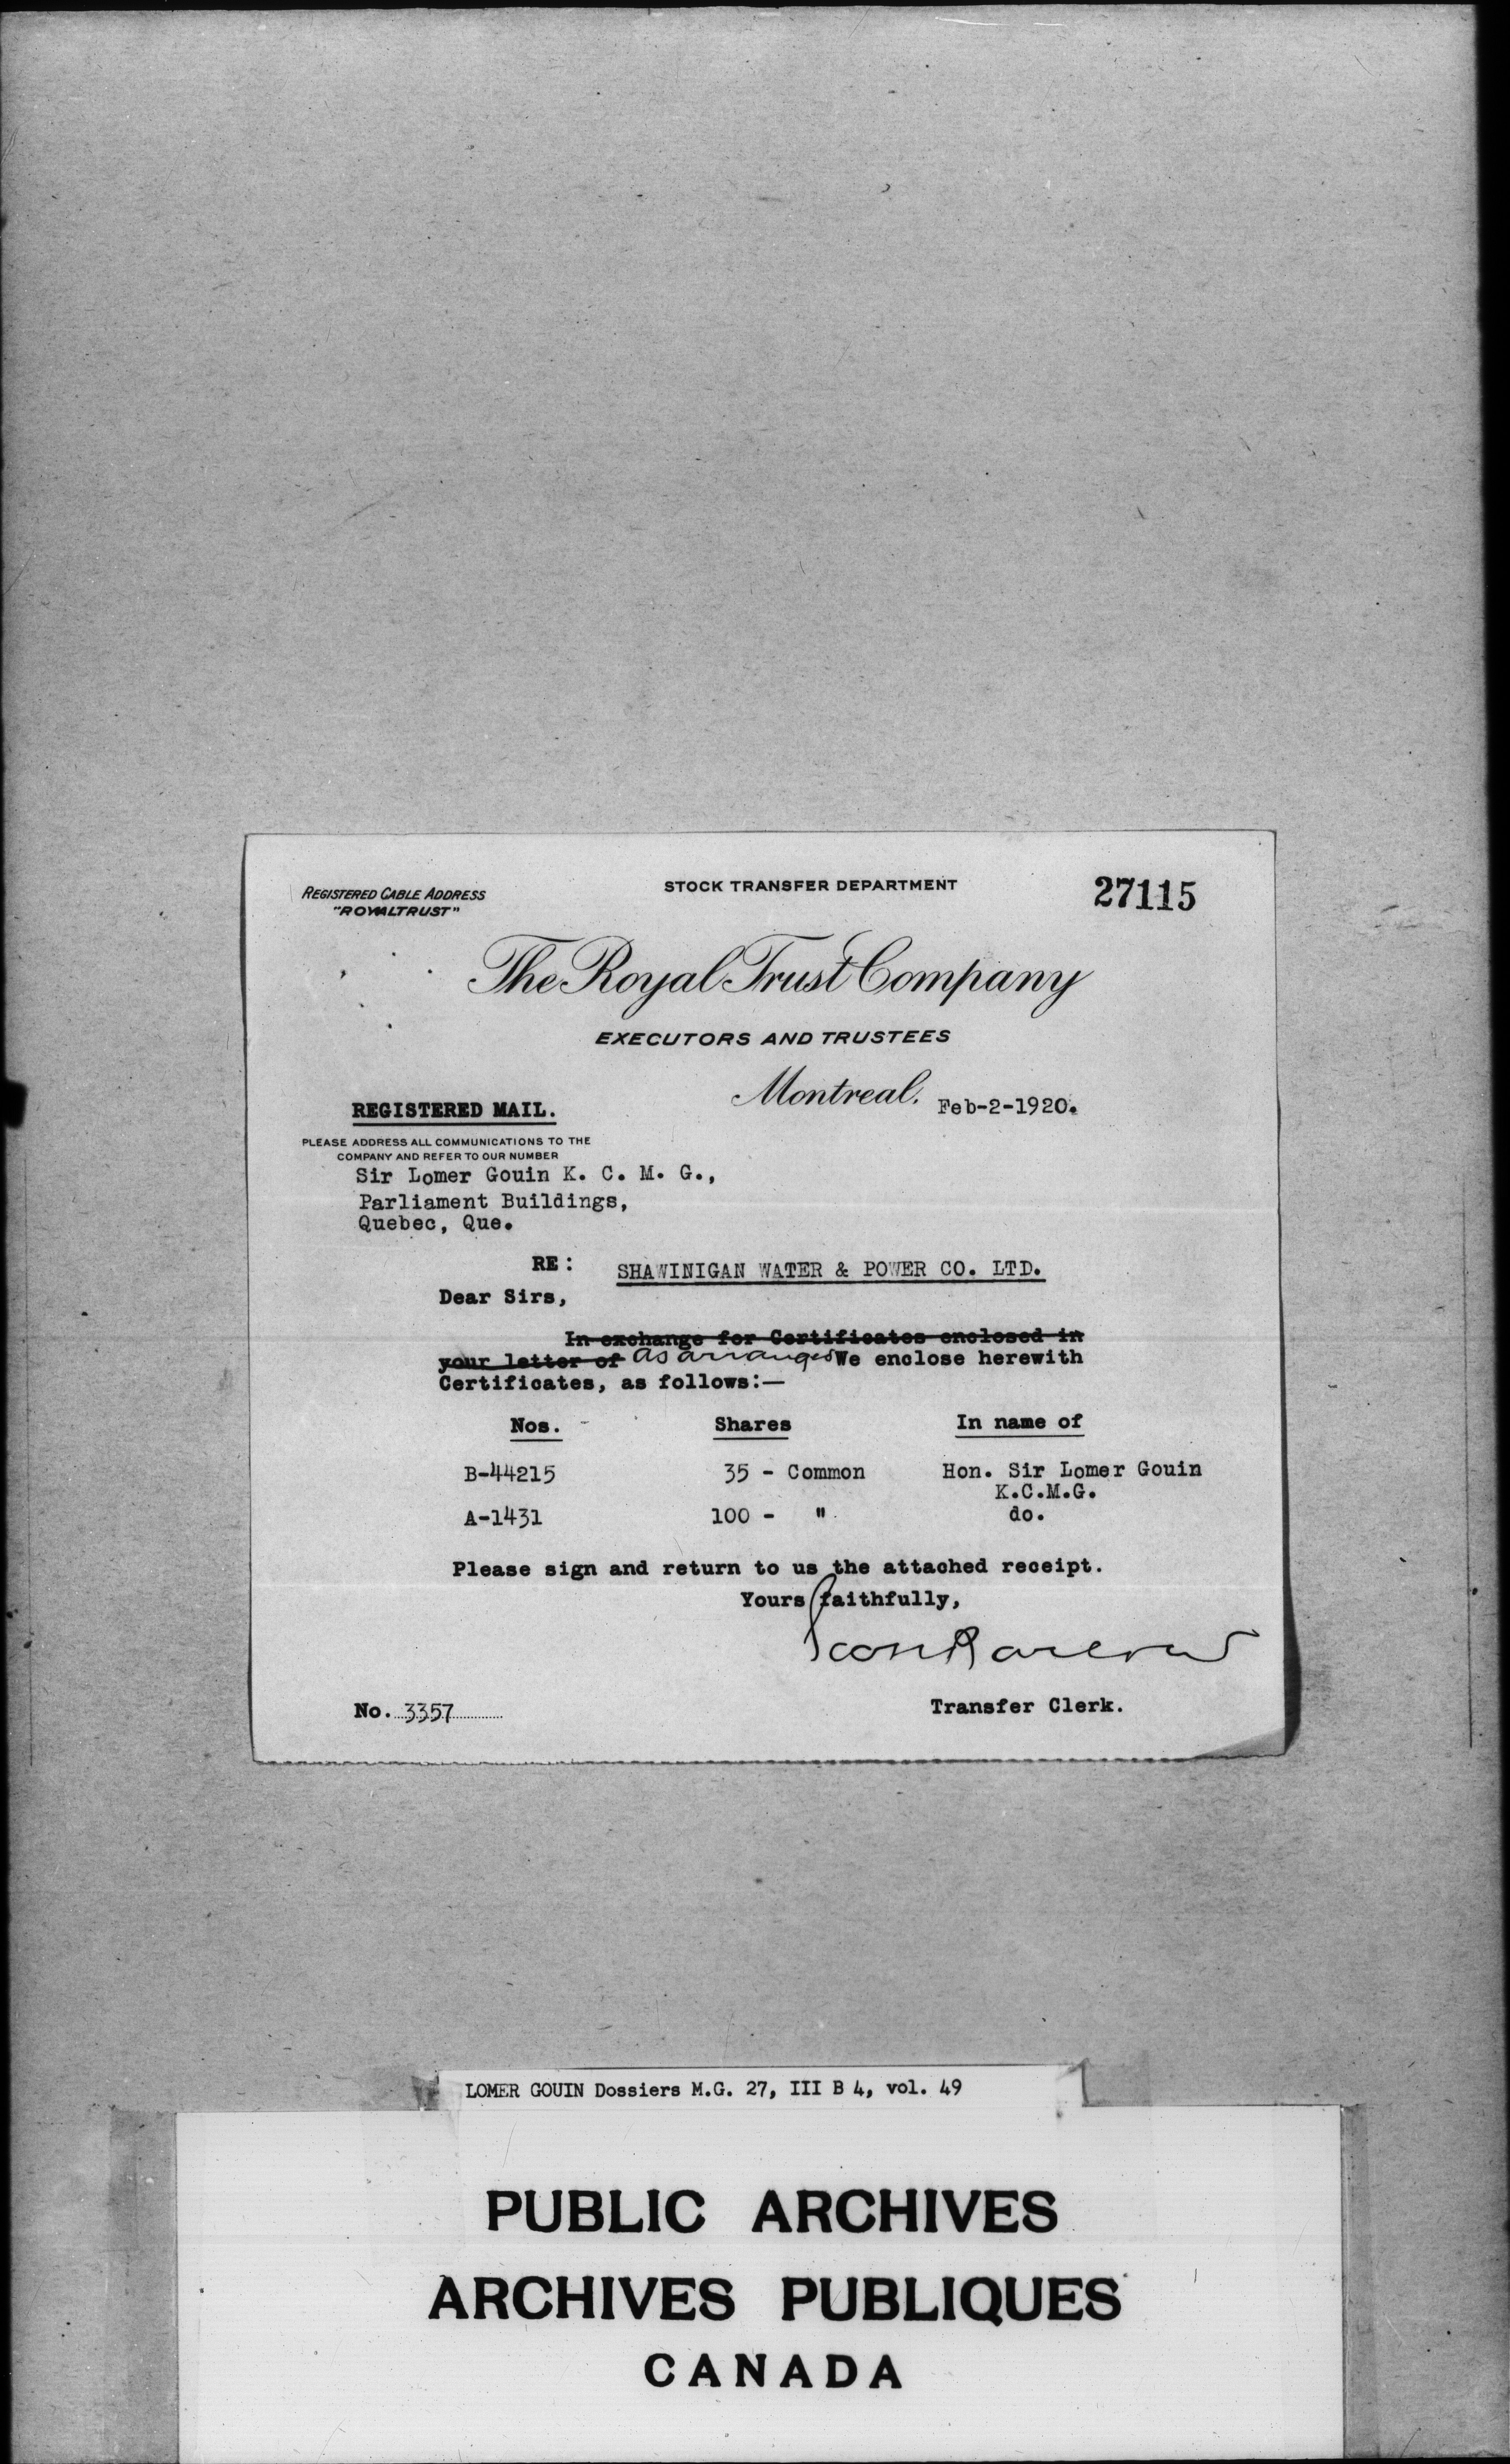 REGISTERED CABLE ADDRESS
"ROYALTRUST"
STOCK TRANSFER DEPARTMENT
27115
The Royal Trust Company
EXECUTORS AND TRUSTEES
Montreal. Feb-2-1920.
REGISTERED MAIL.
PLEASE ADDRESS ALL COMMUNICATIONS TO THE
COMPANY AND REFER TO OUR NUMBER
Sir Lomer Gouin K. C. M. G.,
Parliament Buildings,
Quebec, Que.
RE: SHAWINIGAN WATER & POWER CO. LTD.
Dear Sirs,
In exchange for Certificates enclosed in
your letter of as arranged We enclose herewith
Certificates, as follows:—
Nos. Shares In name of
B-44215 35 - Common Hon. Sir Lomer Gouin
K.C.M.G.
A-1431 100 - " do.
Please sign and return to us the attached receipt.
Yours faithfully,
Transfer Clerk.
No. 3357
LOMER GOUIN Dossiers M.G. 27, III B 4, vol. 49
PUBLIC ARCHIVES
ARCHIVES PUBLIQUES
CANADA